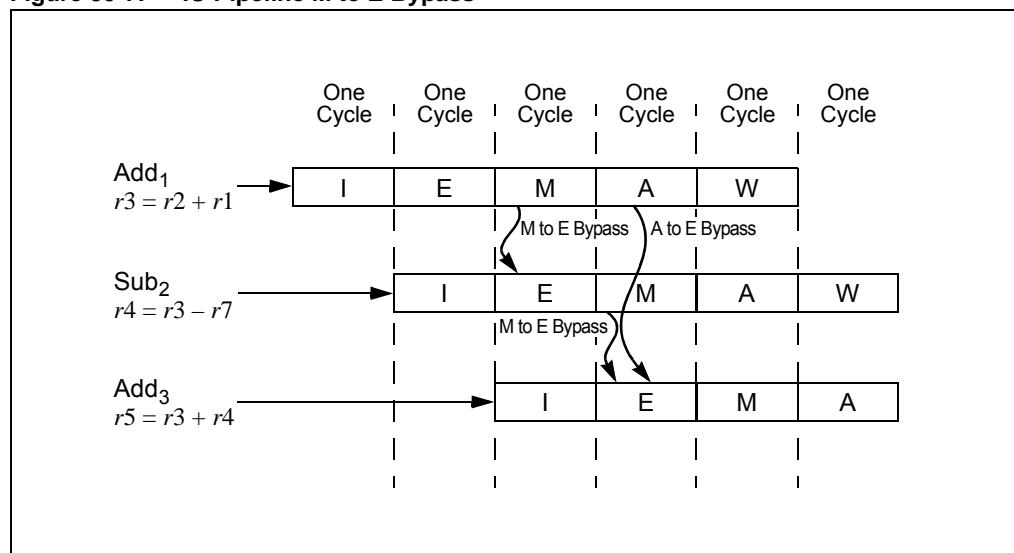 One One One One One One
Cycle Cycle Cycle Cycle Cycle Cycle
Add1
r3 = r2 + r1
I E M A W
M to E Bypass A to E Bypass
Sub2
r4 = r3 – r7
I E M A W
M to E Bypass
Add3
r5 = r3 + r4
I E M A